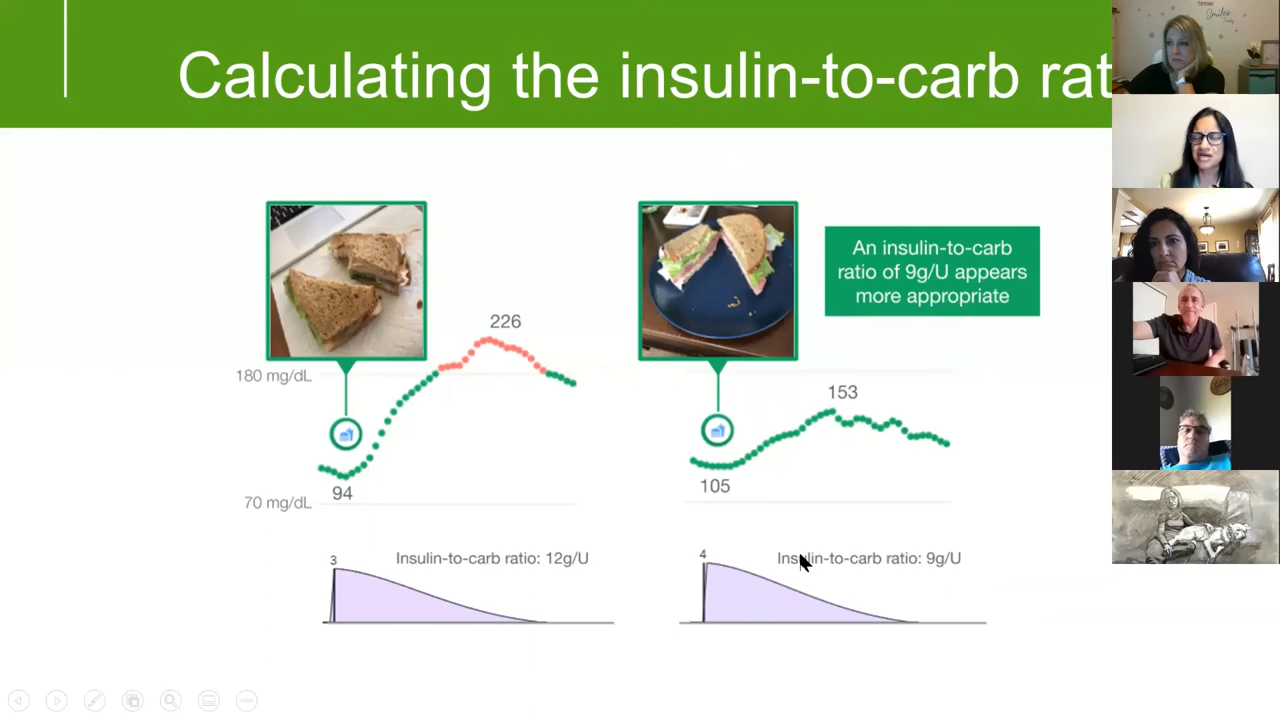 Calculating the insulin-to-carb rat
An insulin-to-carb
ratio of 9g/U appears
more appropriate
226
180 mg/dL
94
70 mg/dL
153
105
3
Insulin-to-carb ratio: 12g/U
4
Insulin-to-carb ratio: 9g/U
Smiles